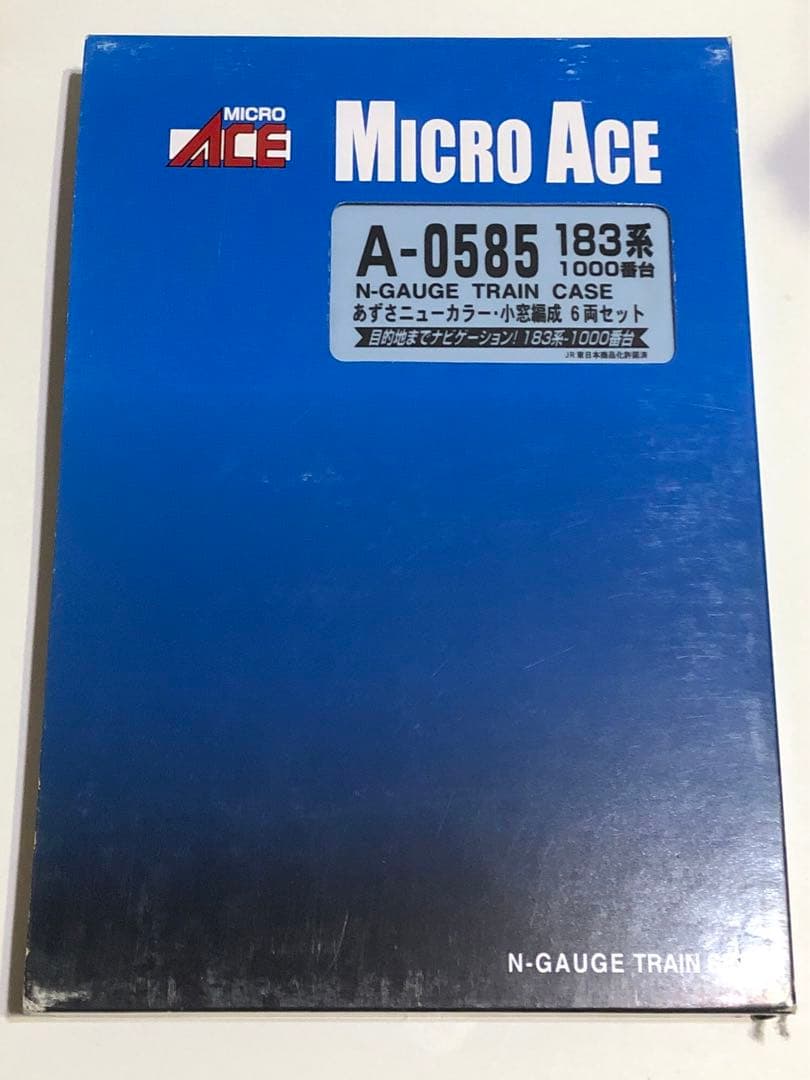 MICRO
ACE
MICRO ACE
A-0585 183系
1000番台
N-GAUGE TRAIN CASE
あずさニューカラー・小窓編成 6両セット
目的地までナビゲーション! 183系-1000番台
JR東日本商品化許諾済
N-GAUGE TRAIN